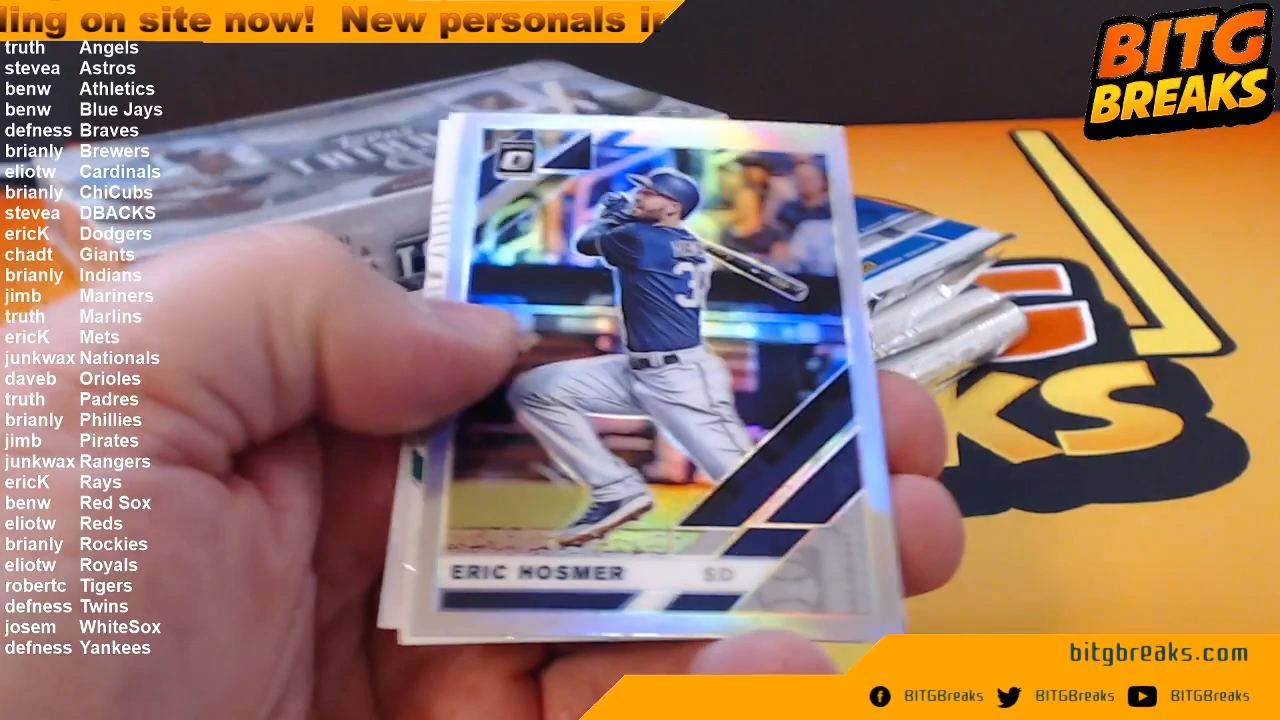 ling on site now!  New personals in
BITG
BREAKS
truth Angels
stevea Astros
benw Athletics
benw Blue Jays
defness Braves
brianly Brewers
eliotw Cardinals
brianly ChiCubs
stevea DBACKS
ericK Dodgers
chadt Giants
brianly Indians
jimb Mariners
truth Marlins
ericK Mets
junkwax Nationals
daveb Orioles
truth Padres
brianly Phillies
jimb Pirates
junkwax Rangers
ericK Rays
benw Red Sox
eliotw Reds
brianly Rockies
eliotw Royals
robertc Tigers
defness Twins
josem WhiteSox
defness Yankees
O
3
KS
ERIC HOSMER SD
bitgbreaks.com
BITGBreaks BITGBreaks BITGBreaks